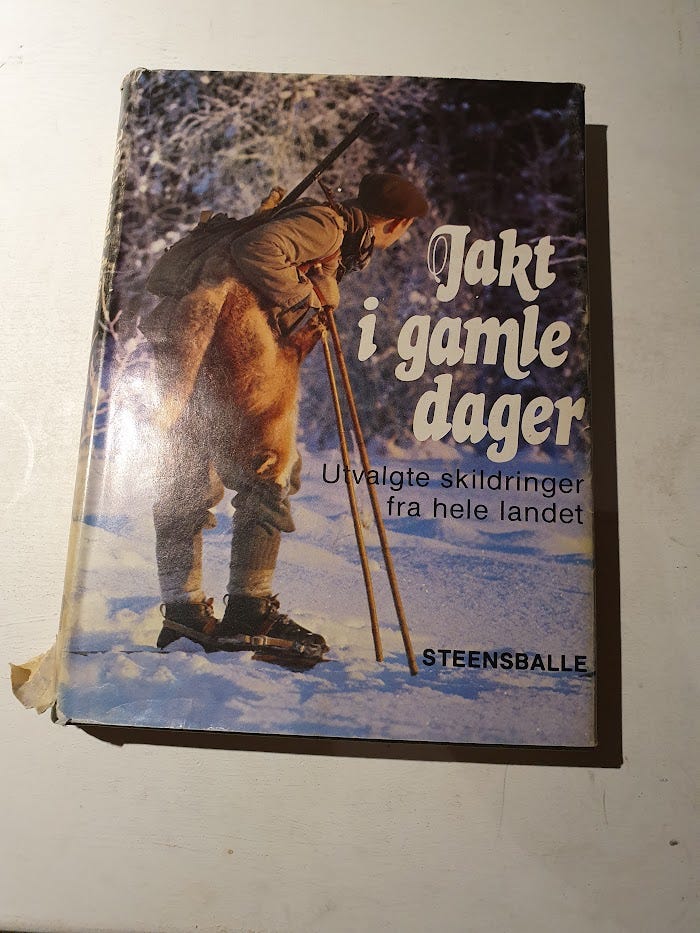 Jakt
i gamle
dager
Utvalgte skildringer
fra hele landet
STEENSBALLE